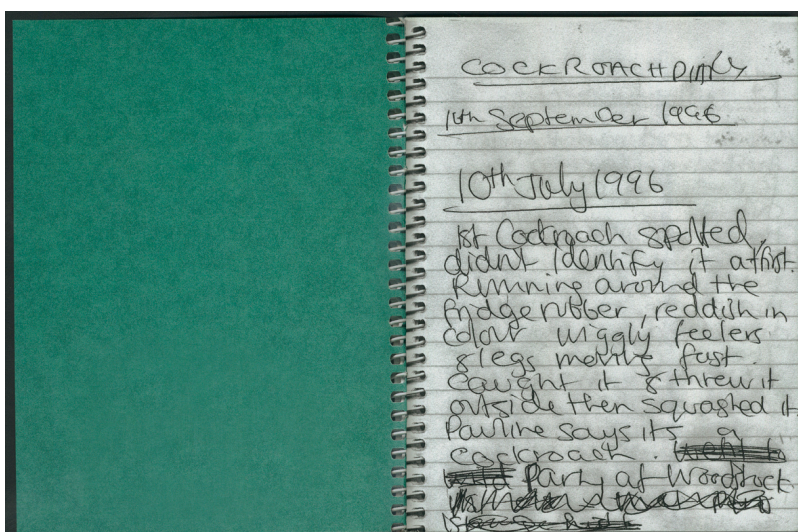 COCKROACH DIARY
11th September 1996
10th July 1996
1st Cockroach spotted,
didnt identify it at first.
Running around the
fridge rubber, reddish in
colour wiggly feelers
& legs moving fast.
Caught it & threw it
outside then squashed it
Pauline says its a
cockroach.
Party at Woodstock